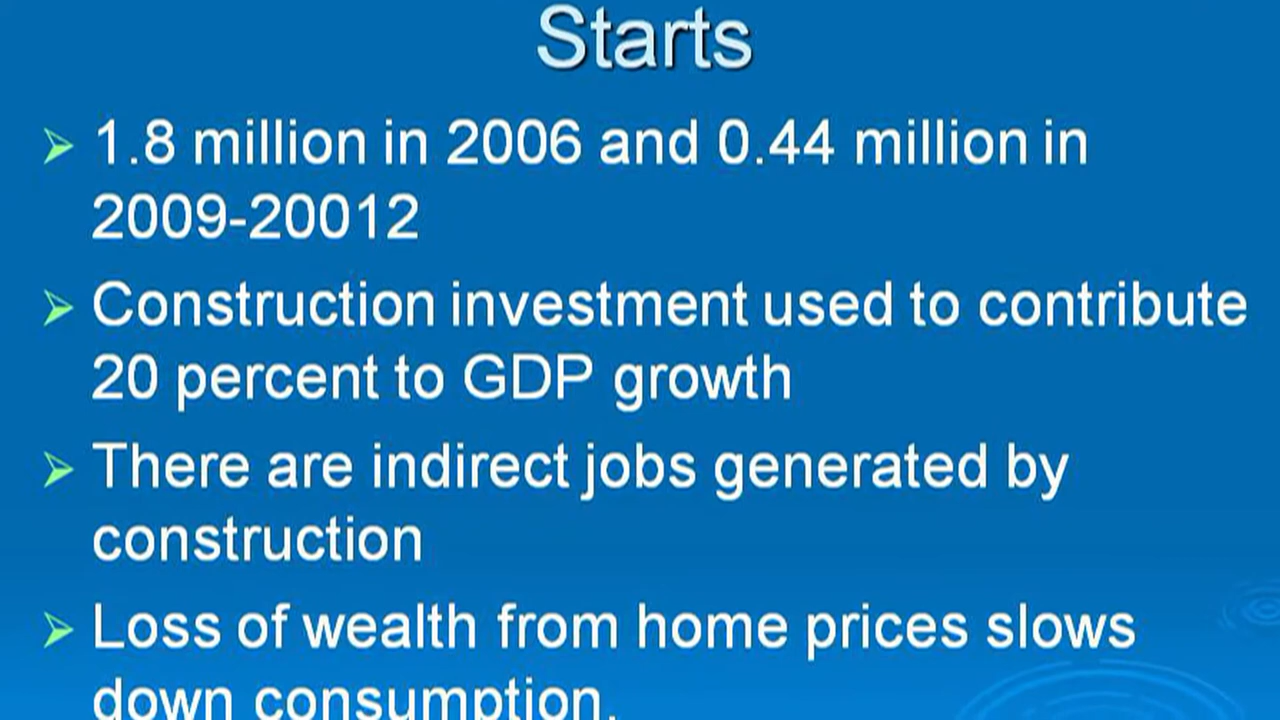 Starts
1.8 million in 2006 and 0.44 million in
2009-20012
Construction investment used to contribute
20 percent to GDP growth
There are indirect jobs generated by
construction
Loss of wealth from home prices slows
down consumption.